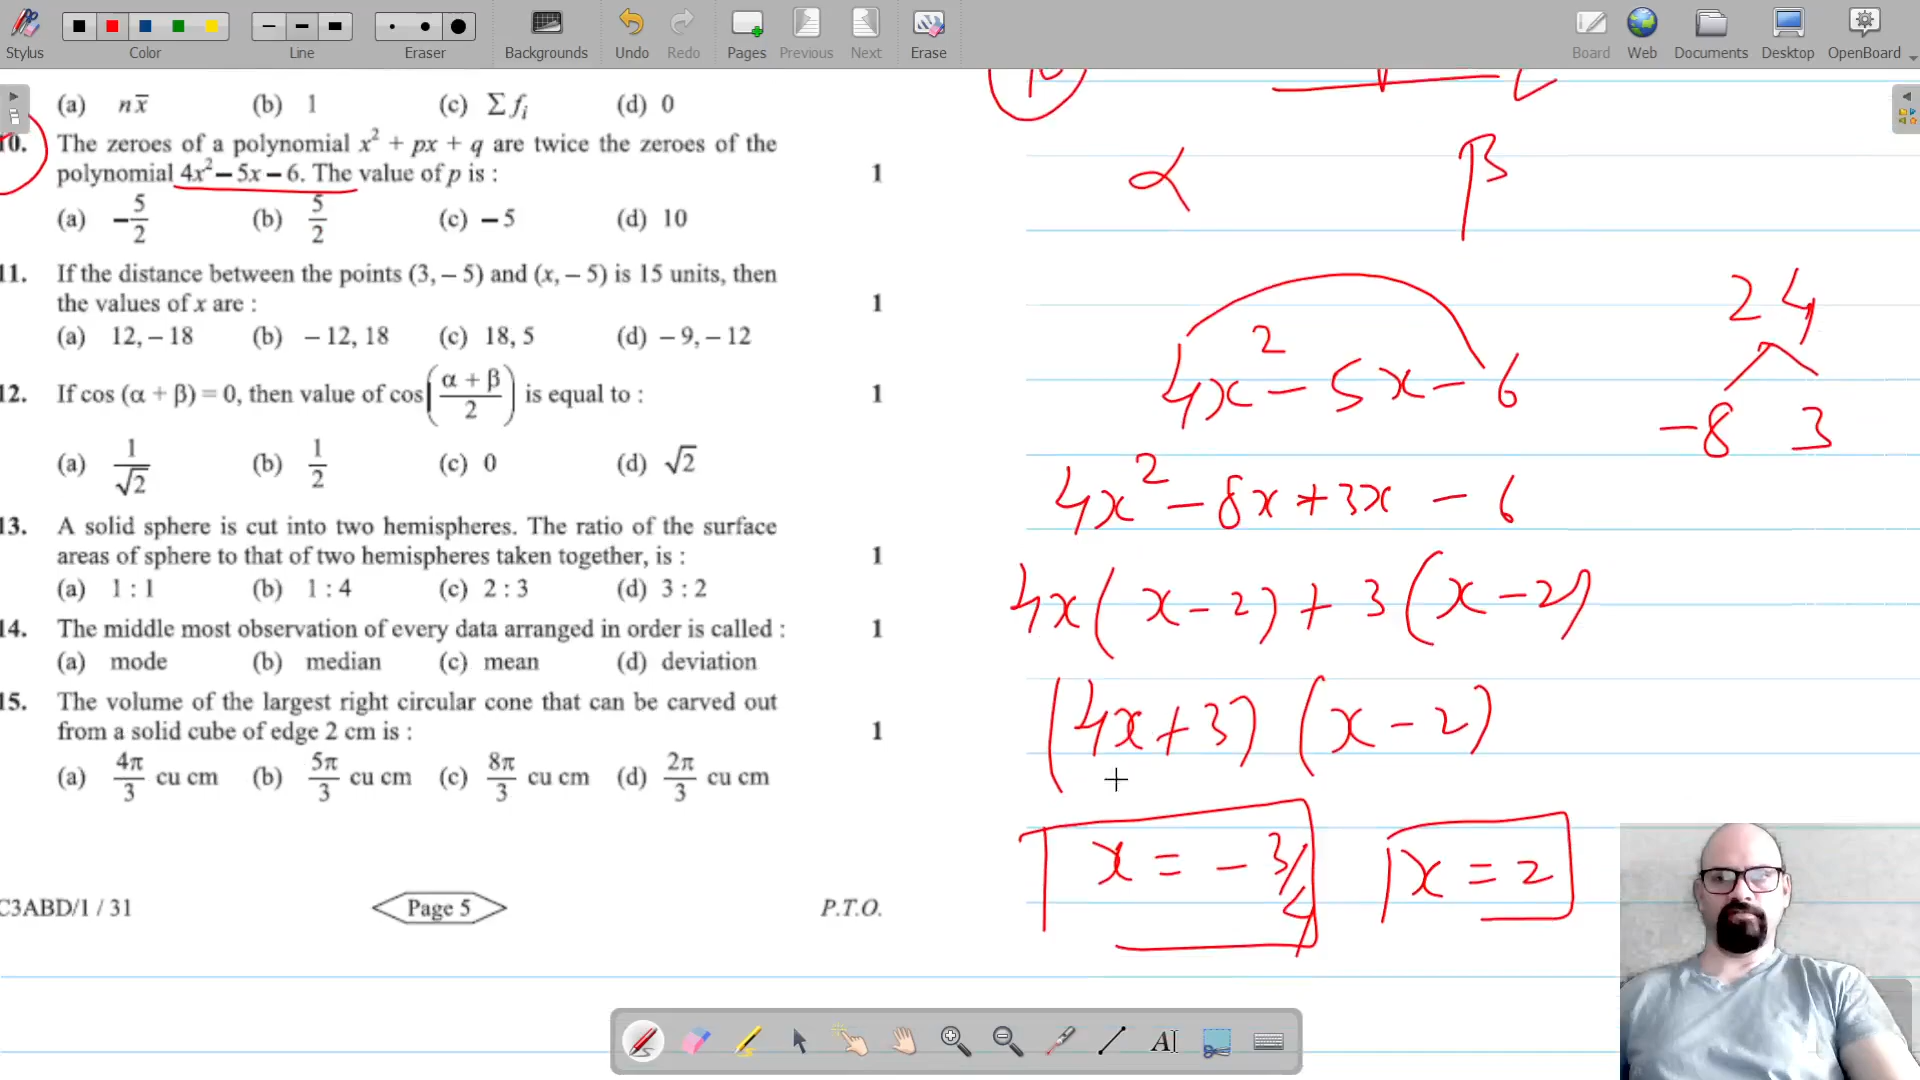 Stylus Color Line Eraser Backgrounds Undo Redo Pages Previous Next Erase Board Web Documents Desktop OpenBoard
(a) nx̄ (b) 1 (c) Σfᵢ (d) 0
10. The zeroes of a polynomial x² + px + q are twice the zeroes of the
polynomial 4x² – 5x – 6. The value of p is : 1
(a) –5/2 (b) 5/2 (c) – 5 (d) 10
11. If the distance between the points (3, – 5) and (x, – 5) is 15 units, then
the values of x are : 1
(a) 12, – 18 (b) – 12, 18 (c) 18, 5 (d) – 9, – 12
12. If cos (α + β) = 0, then value of cos((α + β)/2) is equal to : 1
(a) 1/√2 (b) 1/2 (c) 0 (d) √2
13. A solid sphere is cut into two hemispheres. The ratio of the surface
areas of sphere to that of two hemispheres taken together, is : 1
(a) 1 : 1 (b) 1 : 4 (c) 2 : 3 (d) 3 : 2
14. The middle most observation of every data arranged in order is called : 1
(a) mode (b) median (c) mean (d) deviation
15. The volume of the largest right circular cone that can be carved out
from a solid cube of edge 2 cm is : 1
(a) 4π/3 cu cm (b) 5π/3 cu cm (c) 8π/3 cu cm (d) 2π/3 cu cm
C3ABD/1 / 31 Page 5 P.T.O.
α β
24
4x² – 5x – 6
–8 3
4x² – 8x + 3x – 6
4x(x – 2) + 3(x – 2)
(4x + 3) (x – 2)
x = – 3/4 x = 2